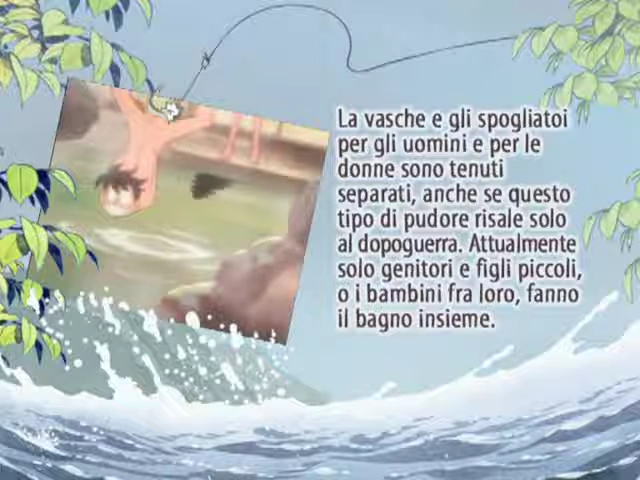 La vasche e gli spogliatoi
per gli uomini e per le
donne sono tenuti
separati, anche se questo
tipo di pudore risale solo
al dopoguerra. Attualmente
solo genitori e figli piccoli,
o i bambini fra loro, fanno
il bagno insieme.